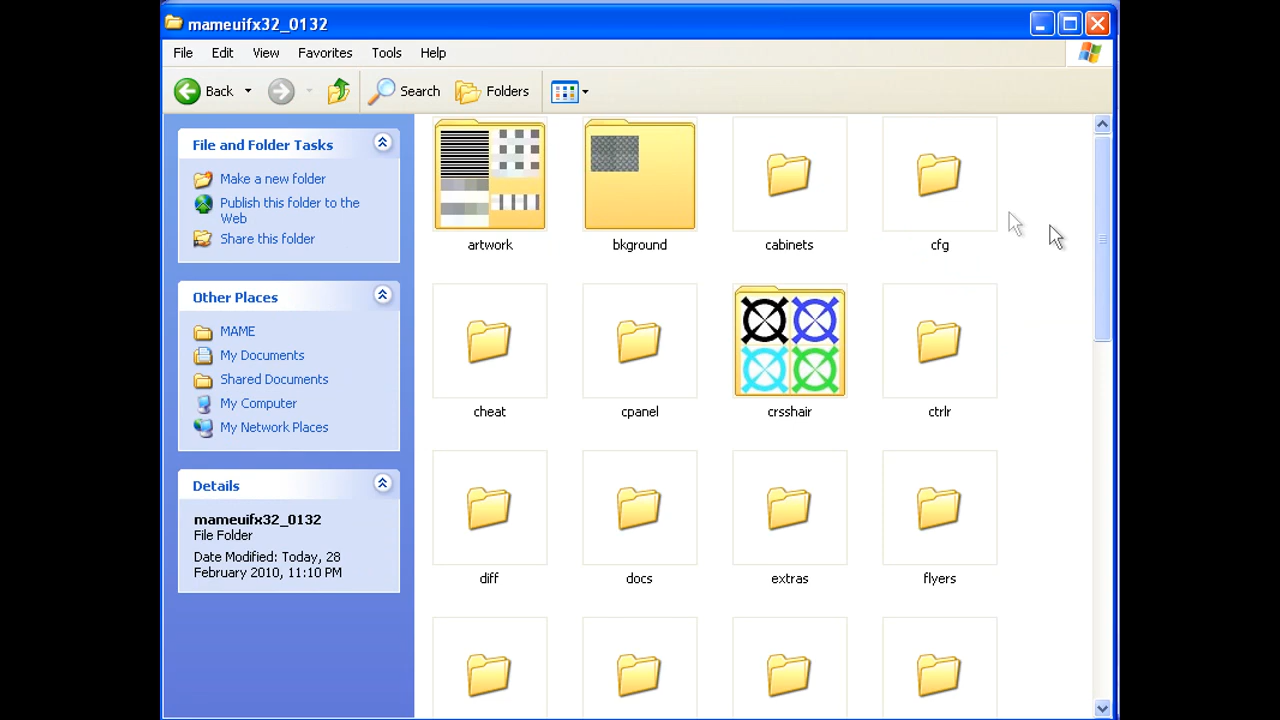 mameuifx32_0132
File Edit View Favorites Tools Help
Back Search Folders
File and Folder Tasks
Make a new folder
Publish this folder to the
Web
Share this folder
Other Places
MAME
My Documents
Shared Documents
My Computer
My Network Places
Details
mameuifx32_0132
File Folder
Date Modified: Today, 28
February 2010, 11:10 PM
artwork bkground cabinets cfg
cheat cpanel crsshair ctrlr
diff docs extras flyers